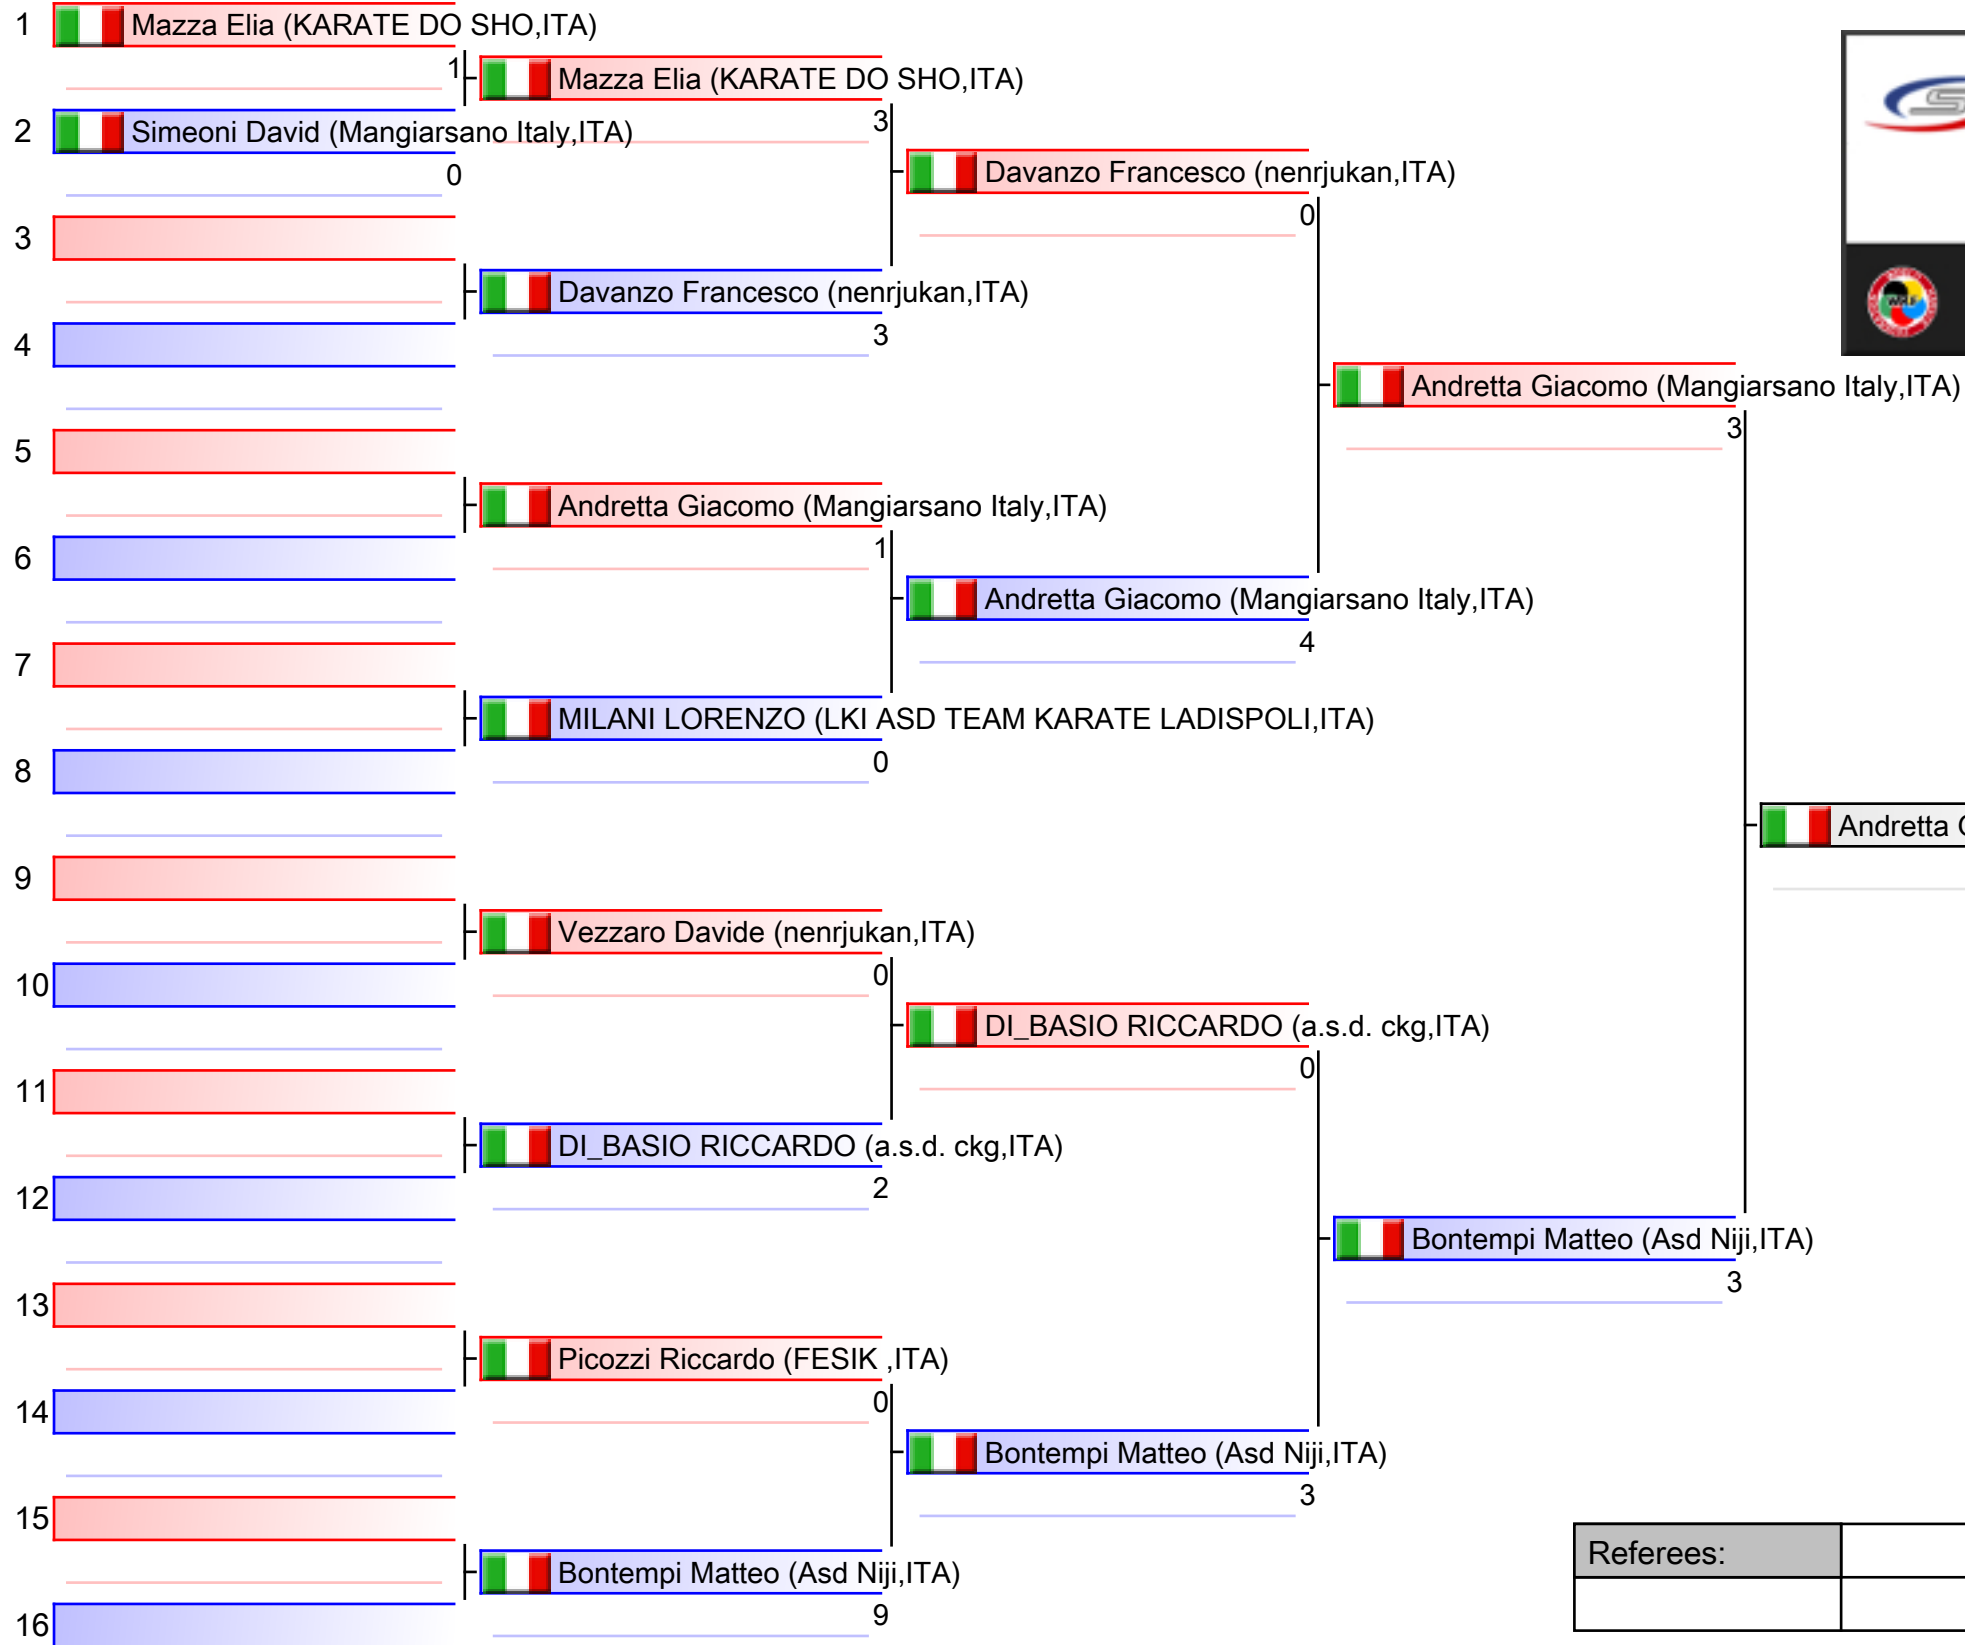 1 Mazza Elia (KARATE DO SHO,ITA)
1
Mazza Elia (KARATE DO SHO,ITA)
3
2 Simeoni David (Mangiarsano Italy,ITA)
0
Davanzo Francesco (nenrjukan,ITA)
0
3
Davanzo Francesco (nenrjukan,ITA)
3
4
Andretta Giacomo (Mangiarsano Italy,ITA)
3
5
Andretta Giacomo (Mangiarsano Italy,ITA)
1
6
Andretta Giacomo (Mangiarsano Italy,ITA)
4
7
MILANI LORENZO (LKI ASD TEAM KARATE LADISPOLI,ITA)
0
8
Andretta
9
Vezzaro Davide (nenrjukan,ITA)
0
10
DI_BASIO RICCARDO (a.s.d. ckg,ITA)
0
11
DI_BASIO RICCARDO (a.s.d. ckg,ITA)
2
12
Bontempi Matteo (Asd Niji,ITA)
3
13
Picozzi Riccardo (FESIK ,ITA)
0
14
Bontempi Matteo (Asd Niji,ITA)
3
15
Bontempi Matteo (Asd Niji,ITA)
9
16
Referees: